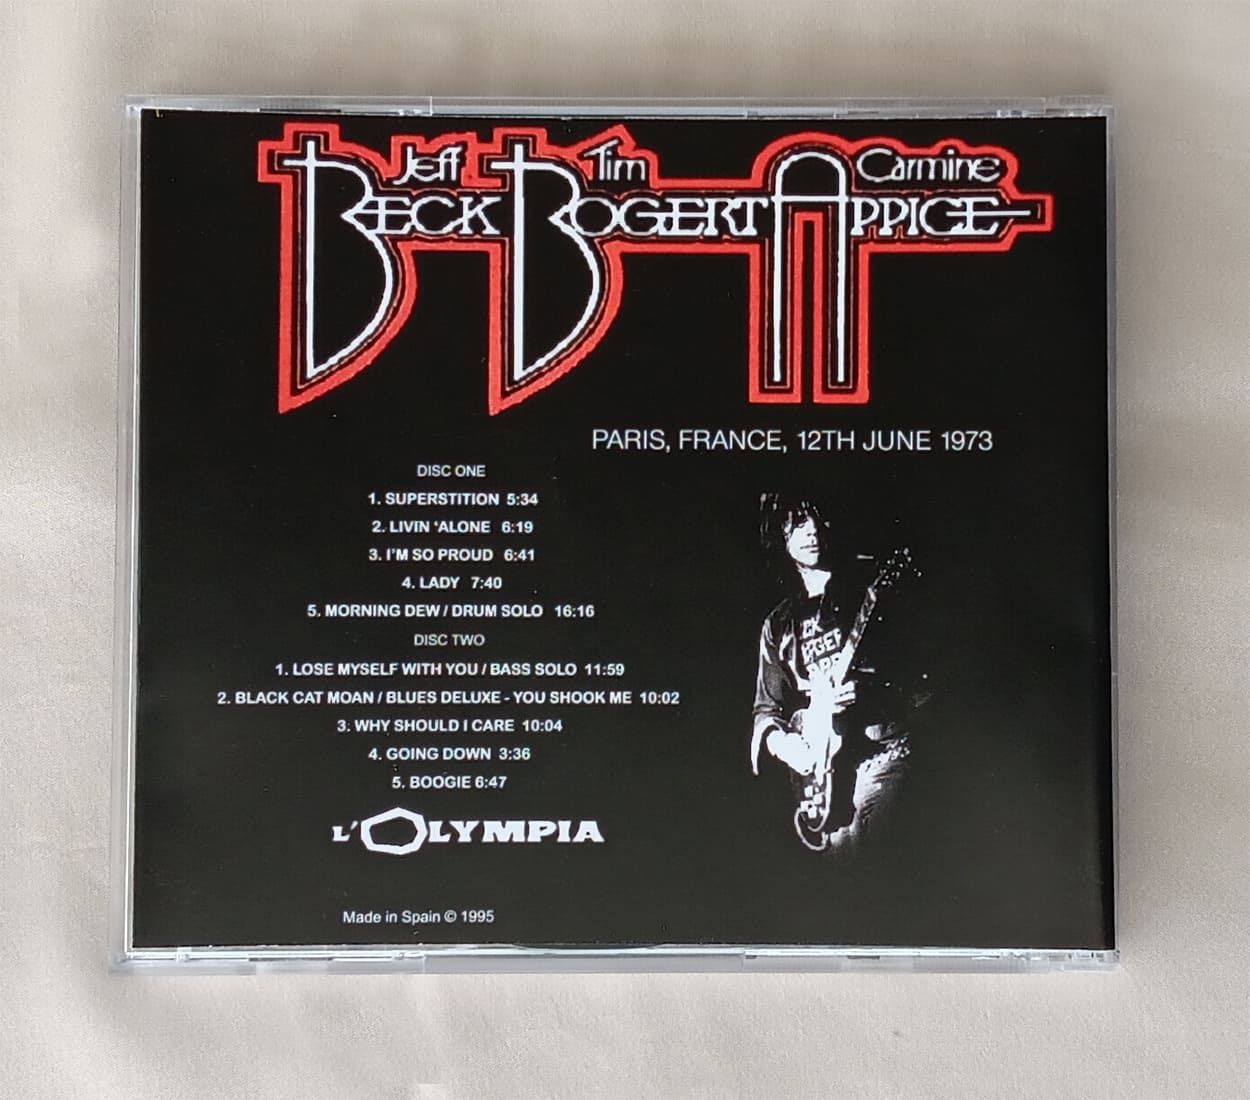 Jeff Tim Carmine
BECK BOGERT APPICE
PARIS, FRANCE, 12TH JUNE 1973
DISC ONE
1. SUPERSTITION 5:34
2. LIVIN 'ALONE 6:19
3. I'M SO PROUD 6:41
4. LADY 7:40
5. MORNING DEW / DRUM SOLO 16:16
DISC TWO
1. LOSE MYSELF WITH YOU / BASS SOLO 11:59
2. BLACK CAT MOAN / BLUES DELUXE - YOU SHOOK ME 10:02
3. WHY SHOULD I CARE 10:04
4. GOING DOWN 3:36
5. BOOGIE 6:47
L'OLYMPIA
Made in Spain © 1995